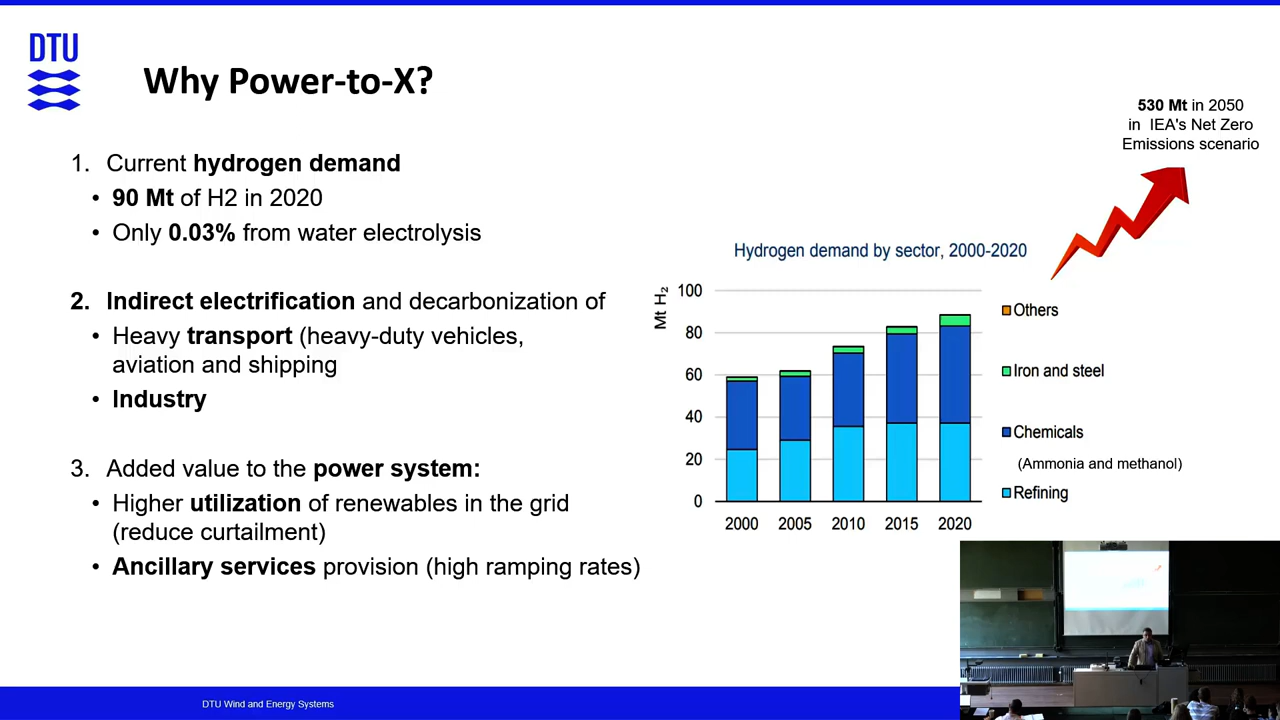 DTU
Why Power-to-X?
530 Mt in 2050
in IEA's Net Zero
Emissions scenario
1. Current hydrogen demand
• 90 Mt of H2 in 2020
• Only 0.03% from water electrolysis
2. Indirect electrification and decarbonization of
• Heavy transport (heavy-duty vehicles,
aviation and shipping
• Industry
3. Added value to the power system:
• Higher utilization of renewables in the grid
(reduce curtailment)
• Ancillary services provision (high ramping rates)
Hydrogen demand by sector, 2000-2020
Mt H₂
100
80
60
40
20
0
2000 2005 2010 2015 2020
Others
Iron and steel
Chemicals
(Ammonia and methanol)
Refining
DTU Wind and Energy Systems